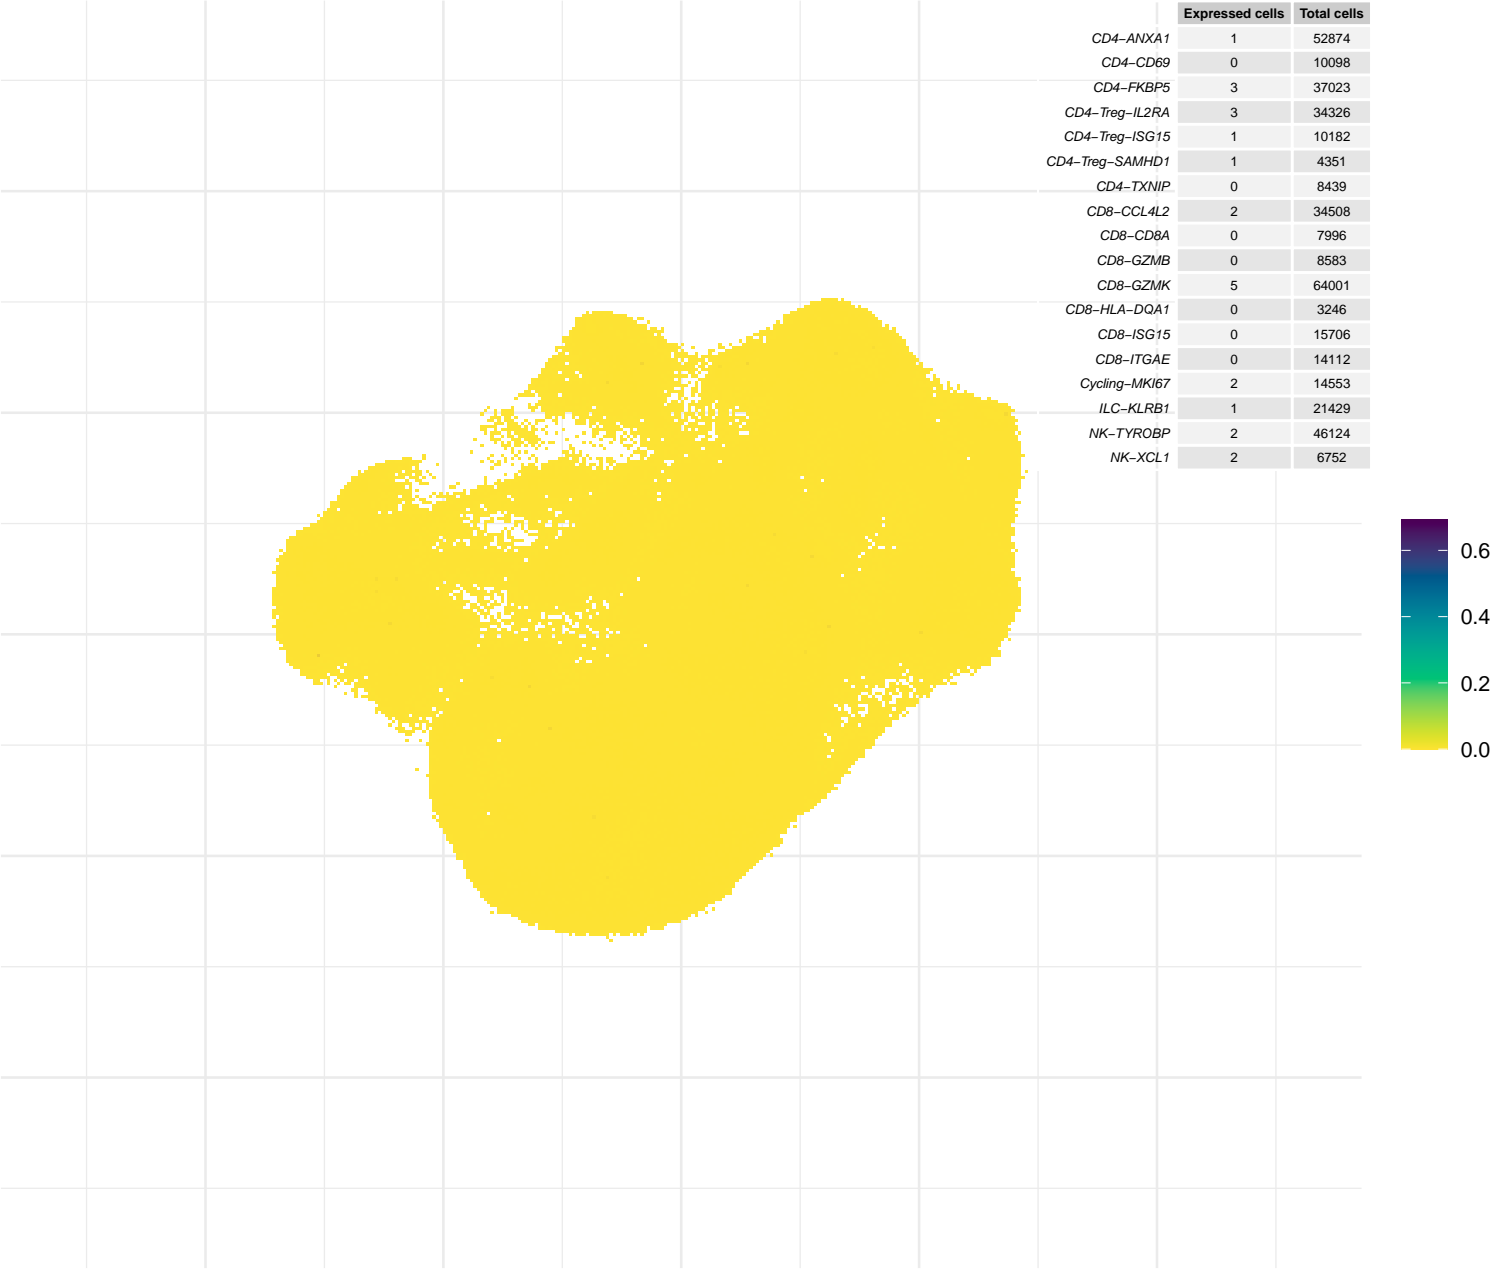 Expressed cells Total cells
CD4−ANXA1 1 52874
CD4−CD69 0 10098
CD4−FKBP5 3 37023
CD4−Treg−IL2RA 3 34326
CD4−Treg−ISG15 1 10182
CD4−Treg−SAMHD1 1 4351
CD4−TXNIP 0 8439
CD8−CCL4L2 2 34508
CD8−CD8A 0 7996
CD8−GZMB 0 8583
CD8−GZMK 5 64001
CD8−HLA−DQA1 0 3246
CD8−ISG15 0 15706
CD8−ITGAE 0 14112
Cycling−MKI67 2 14553
ILC−KLRB1 1 21429
NK−TYROBP 2 46124
NK−XCL1 2 6752
0.6
0.4
0.2
0.0